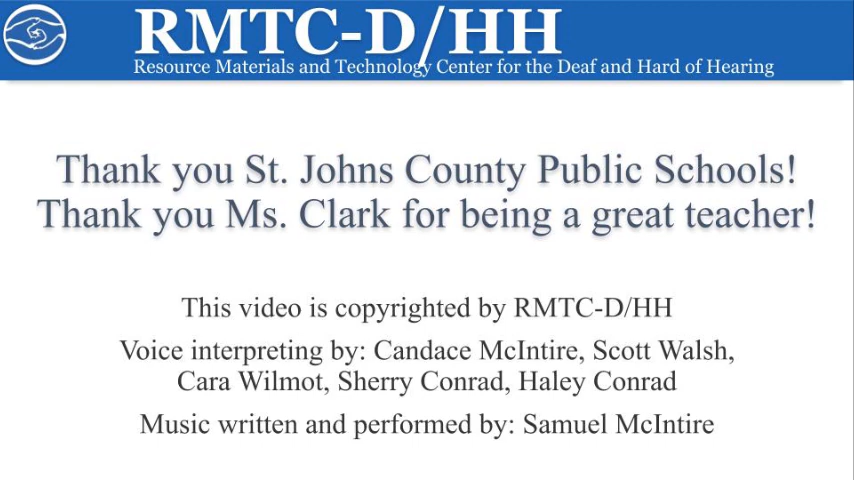 RMTC-D/HH
Resource Materials and Technology Center for the Deaf and Hard of Hearing
Thank you St. Johns County Public Schools!
Thank you Ms. Clark for being a great teacher!
This video is copyrighted by RMTC-D/HH
Voice interpreting by: Candace McIntire, Scott Walsh,
Cara Wilmot, Sherry Conrad, Haley Conrad
Music written and performed by: Samuel McIntire